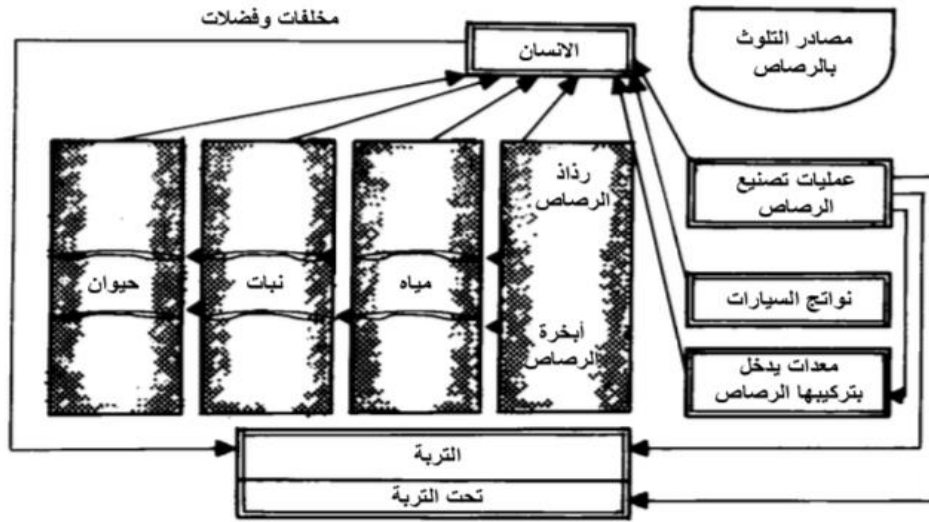 مخلفات وفضلات
مصادر التلوث
بالرصاص
الانسان
عمليات تصنيع
الرصاص
نواتج السيارات
معدات يدخل
بتركيبها الرصاص
رذاذ
الرصاص
أبخرة
الرصاص
مياه
نبات
حيوان
التربة
تحت التربة